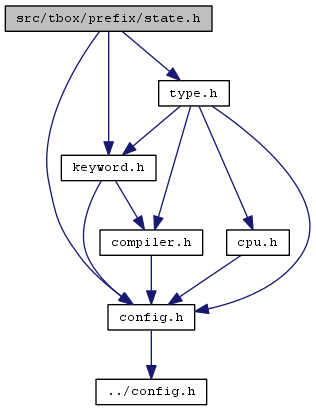 src/tbox/prefix/state.h
type.h
keyword.h
compiler.h
cpu.h
config.h
../config.h